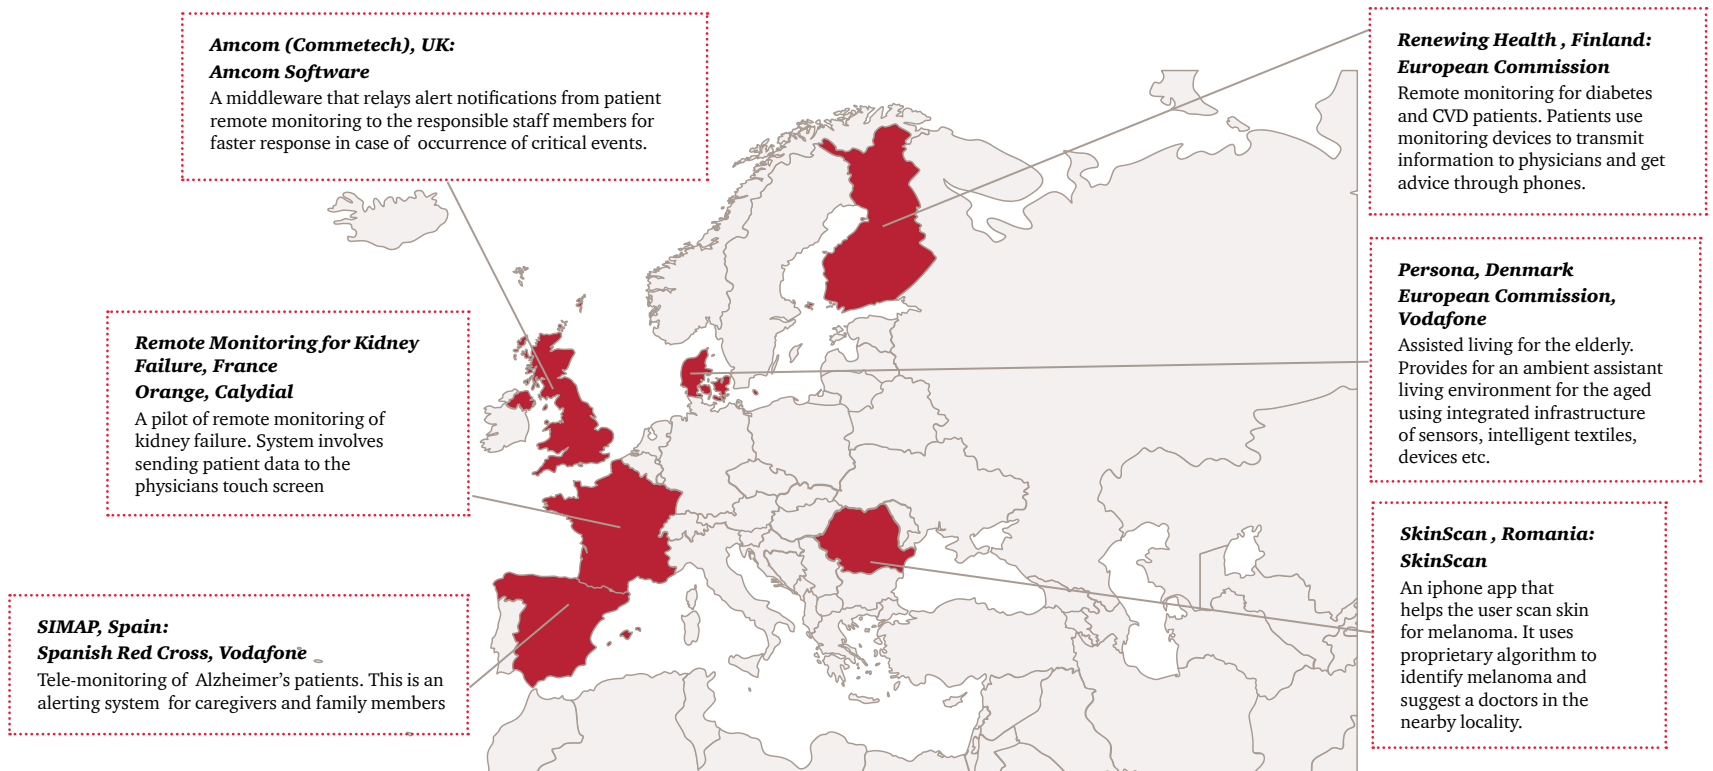 Amcom (Commetech), UK:
Amcom Software
A middleware that relays alert notifications from patient
remote monitoring to the responsible staff members for
faster response in case of occurrence of critical events.
Remote Monitoring for Kidney
Failure, France
Orange, Calydial
A pilot of remote monitoring of
kidney failure. System involves
sending patient data to the
physicians touch screen
SIMAP, Spain:
Spanish Red Cross, Vodafone
Tele-monitoring of Alzheimer's patients. This is an
alerting system for caregivers and family members
Renewing Health , Finland:
European Commission
Remote monitoring for diabetes
and CVD patients. Patients use
monitoring devices to transmit
information to physicians and get
advice through phones.
Persona, Denmark
European Commission,
Vodafone
Assisted living for the elderly.
Provides for an ambient assistant
living environment for the aged
using integrated infrastructure
of sensors, intelligent textiles,
devices etc.
SkinScan , Romania:
SkinScan
An iphone app that
helps the user scan skin
for melanoma. It uses
proprietary algorithm to
identify melanoma and
suggest a doctors in the
nearby locality.